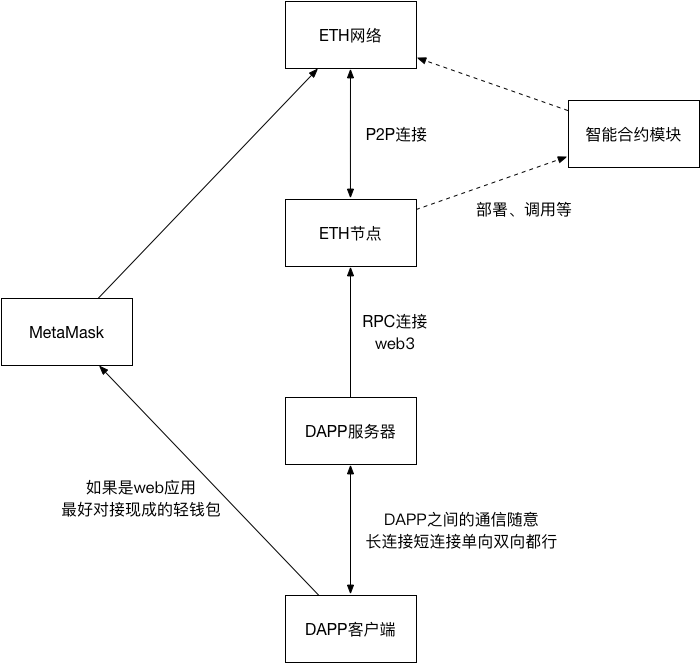 ETH网络
P2P连接
智能合约模块
部署、调用等
ETH节点
MetaMask
RPC连接
web3
DAPP服务器
如果是web应用
最好对接现成的轻钱包
DAPP之间的通信随意
长连接短连接单向双向都行
DAPP客户端